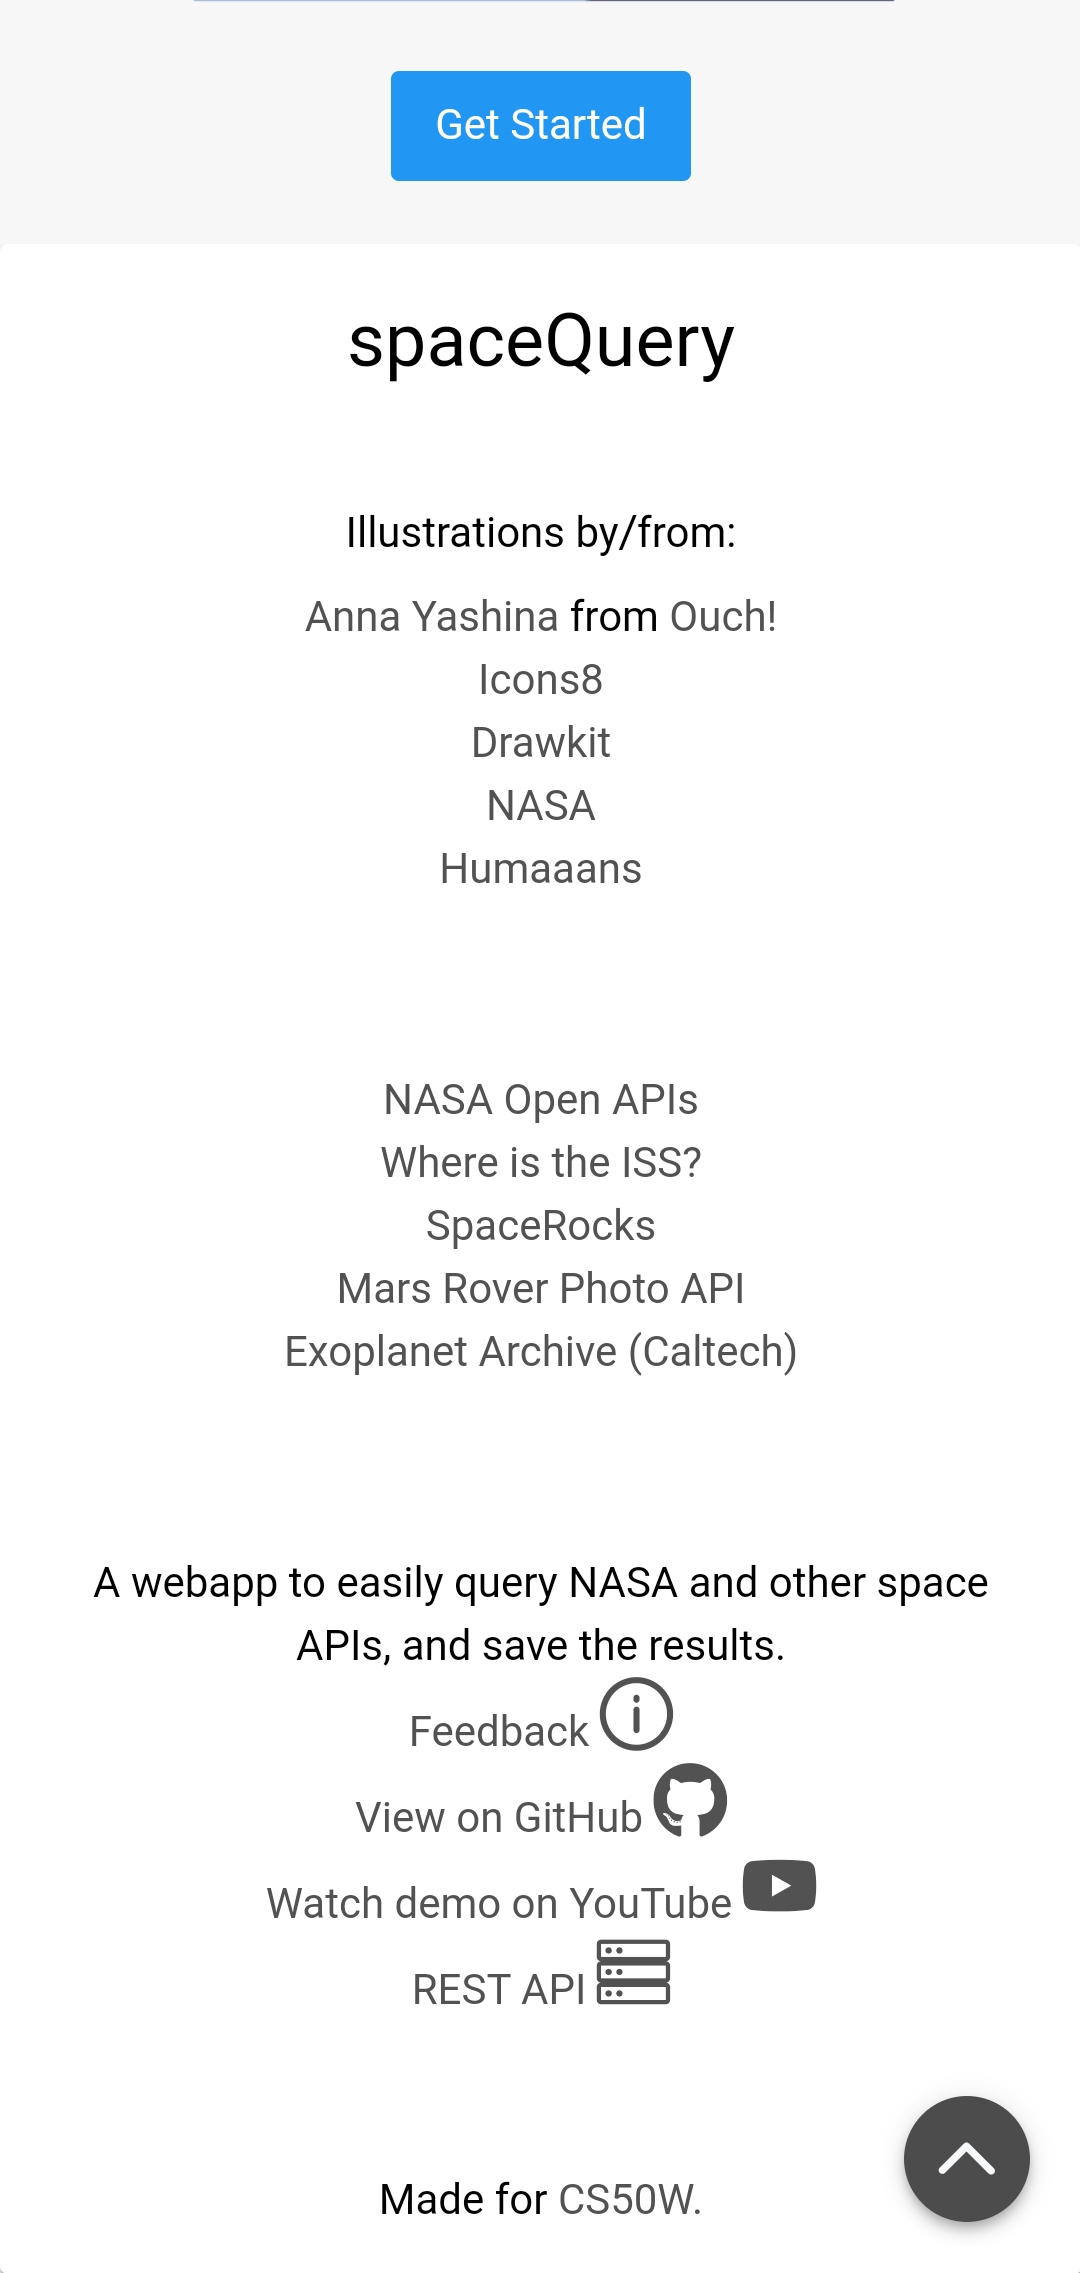 Get Started
spaceQuery
Illustrations by/from:
Anna Yashina from Ouch!
Icons8
Drawkit
NASA
Humaaans
NASA Open APIs
Where is the ISS?
SpaceRocks
Mars Rover Photo API
Exoplanet Archive (Caltech)
A webapp to easily query NASA and other space
APIs, and save the results.
Feedback
View on GitHub
Watch demo on YouTube
REST API
Made for CS50W.